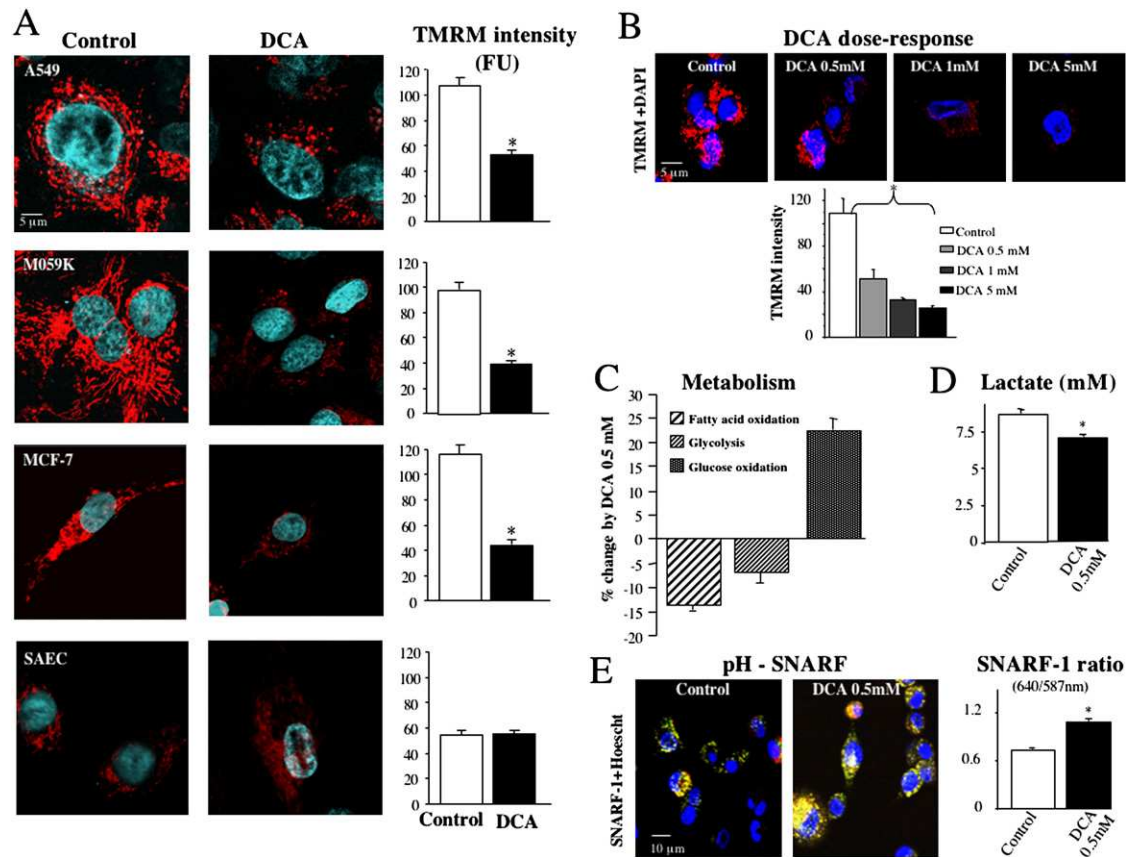 A
Control
DCA
TMRM intensity
(FU)
A549
5 µm
120
100
80
60
40
20
0
*
M059K
120
100
80
60
40
20
0
*
MCF-7
120
100
80
60
40
20
0
*
SAEC
120
100
80
60
40
20
0
Control DCA
B
DCA dose-response
TMRM +DAPI
Control
DCA 0.5mM
DCA 1mM
DCA 5mM
5 µm
TMRM intensity
120
80
40
0
*
Control
DCA 0.5 mM
DCA 1 mM
DCA 5 mM
C
Metabolism
% change by DCA 0.5 mM
30
25
20
15
10
5
0
-5
-10
-15
-20
Fatty acid oxidation
Glycolysis
Glucose oxidation
D
Lactate (mM)
7.5
5
2.5
0
*
Control
DCA
0.5mM
E
pH - SNARF
SNARF-1+Hoescht
Control
DCA 0.5mM
10 µm
SNARF-1 ratio
(640/587nm)
1.2
0.6
0
*
Control
DCA
0.5mM